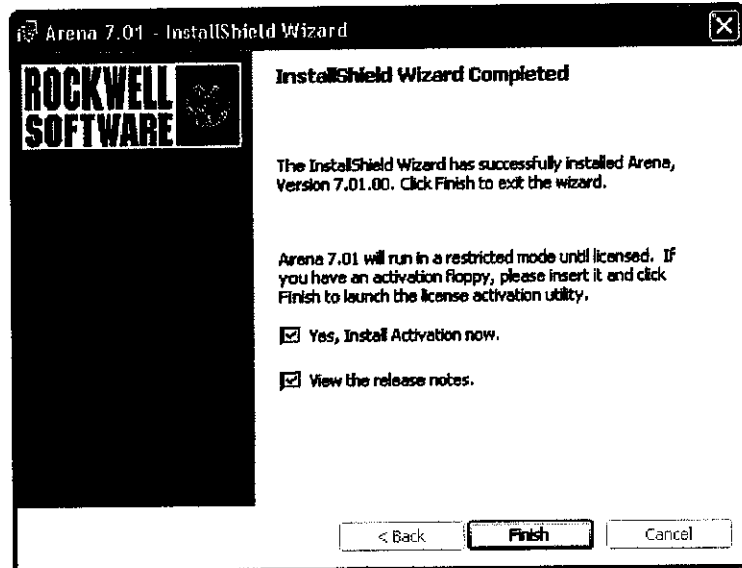 Arena 7.01 - InstallShield Wizard
ROCKWELL
SOFTWARE
InstallShield Wizard Completed
The InstallShield Wizard has successfully installed Arena,
Version 7.01.00. Click Finish to exit the wizard.
Arena 7.01 will run in a restricted mode until licensed. If
you have an activation floppy, please insert it and click
Finish to launch the license activation utility.
Yes, Install Activation now.
View the release notes.
< Back
Finish
Cancel